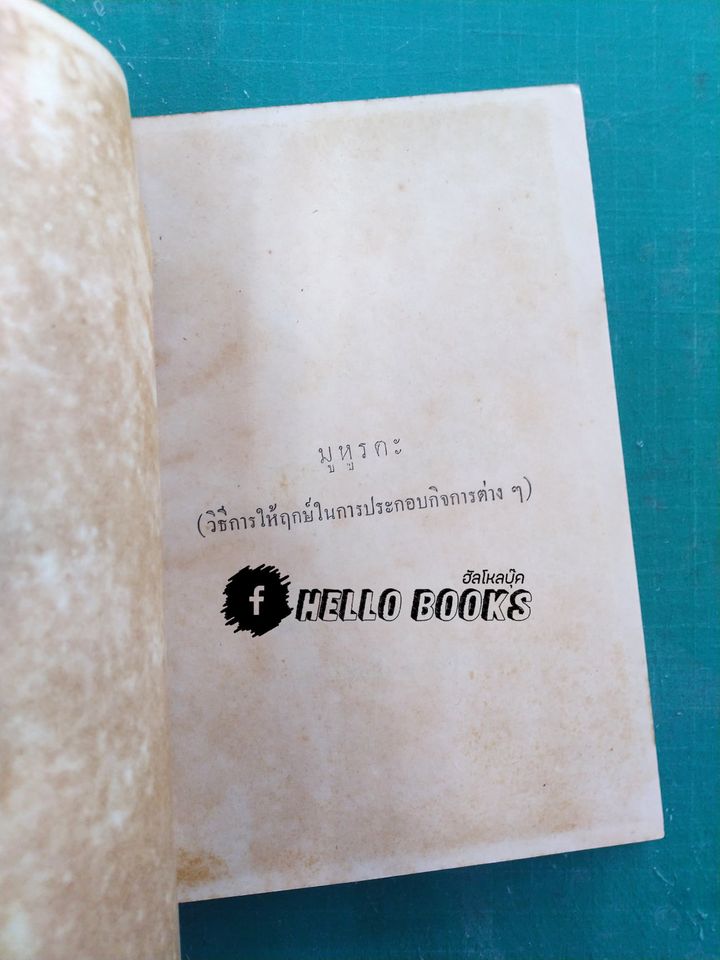 มูหูรตะ
(วิธีการให้ฤกษ์ในการประกอบกิจการต่าง ๆ)
ฮัลโหลบุ๊ค
f HELLO BOOKS